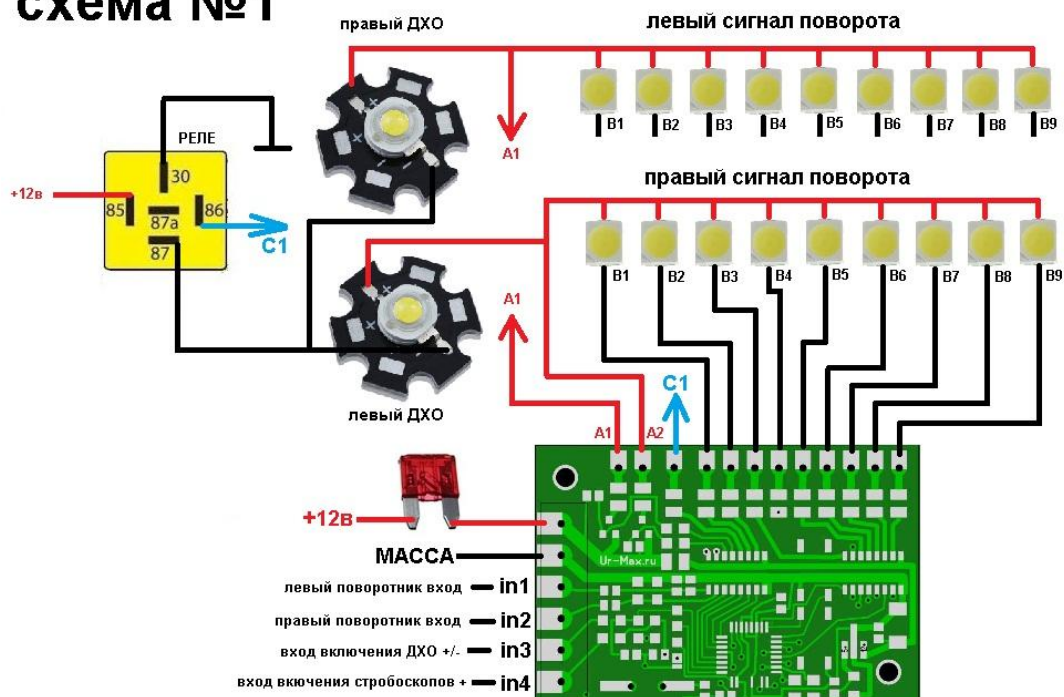 схема №1
правый ДХО
левый сигнал поворота
B1 B2 B3 B4 B5 B6 B7 B8 B9
A1
РЕЛЕ
+12в
30
85
86
87a
87
C1
правый сигнал поворота
B1 B2 B3 B4 B5 B6 B7 B8 B9
A1
левый ДХО
C1
A1
A2
+12в
МАССА
Ur-Max.ru
левый поворотник вход in1
правый поворотник вход in2
вход включения ДХО +/- in3
вход вкючения стробоскопов + in4